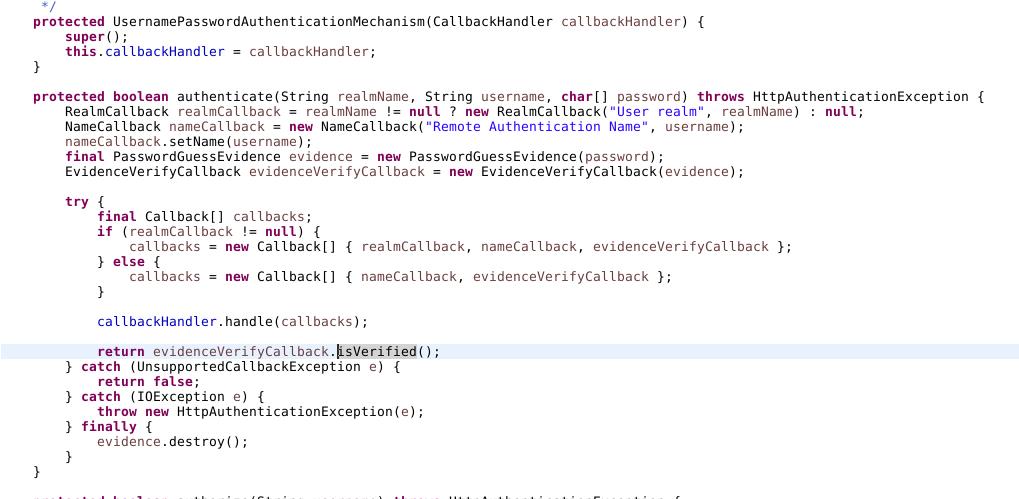 */
protected UsernamePasswordAuthenticationMechanism(CallbackHandler callbackHandler) {
super();
this.callbackHandler = callbackHandler;
}
protected boolean authenticate(String realmName, String username, char[] password) throws HttpAuthenticationException {
RealmCallback realmCallback = realmName != null ? new RealmCallback("User realm", realmName) : null;
NameCallback nameCallback = new NameCallback("Remote Authentication Name", username);
nameCallback.setName(username);
final PasswordGuessEvidence evidence = new PasswordGuessEvidence(password);
EvidenceVerifyCallback evidenceVerifyCallback = new EvidenceVerifyCallback(evidence);
try {
final Callback[] callbacks;
if (realmCallback != null) {
callbacks = new Callback[] { realmCallback, nameCallback, evidenceVerifyCallback };
} else {
callbacks = new Callback[] { nameCallback, evidenceVerifyCallback };
}
callbackHandler.handle(callbacks);
return evidenceVerifyCallback.isVerified();
} catch (UnsupportedCallbackException e) {
return false;
} catch (IOException e) {
throw new HttpAuthenticationException(e);
} finally {
evidence.destroy();
}
}